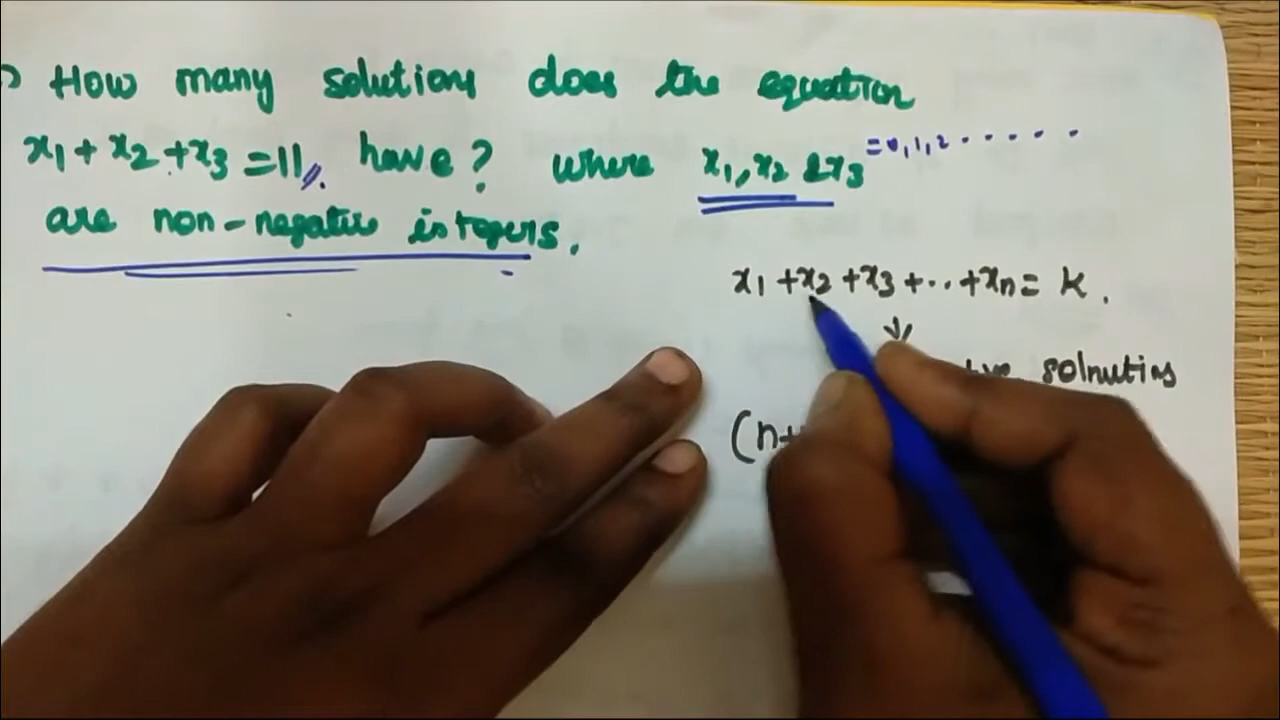 How many solutions does the equation
x₁ + x₂ + x₃ = 11, have? where x₁, x₂ & x₃ = 0, 1, 2 . . . . . .
are non-negative integers.
x₁ + x₂ + x₃ + .. + xₙ = K .
↓
solnutins
(n+